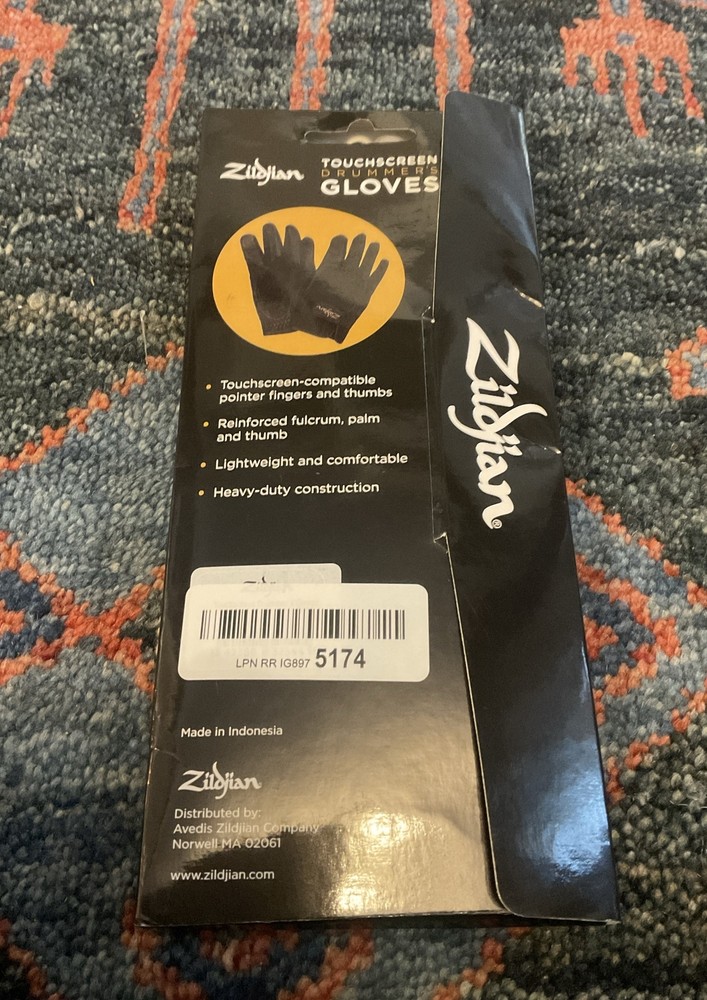 Zildjian
TOUCHSCREEN
DRUMMER'S
GLOVES
Zildjian
• Touchscreen-compatible
pointer fingers and thumbs
• Reinforced fulcrum, palm
and thumb
• Lightweight and comfortable
• Heavy-duty construction
Zildjian®
LPN RR IG897 5174
Made in Indonesia
Zildjian
Distributed by:
Avedis Zildjian Company
Norwell MA 02061
www.zildjian.com